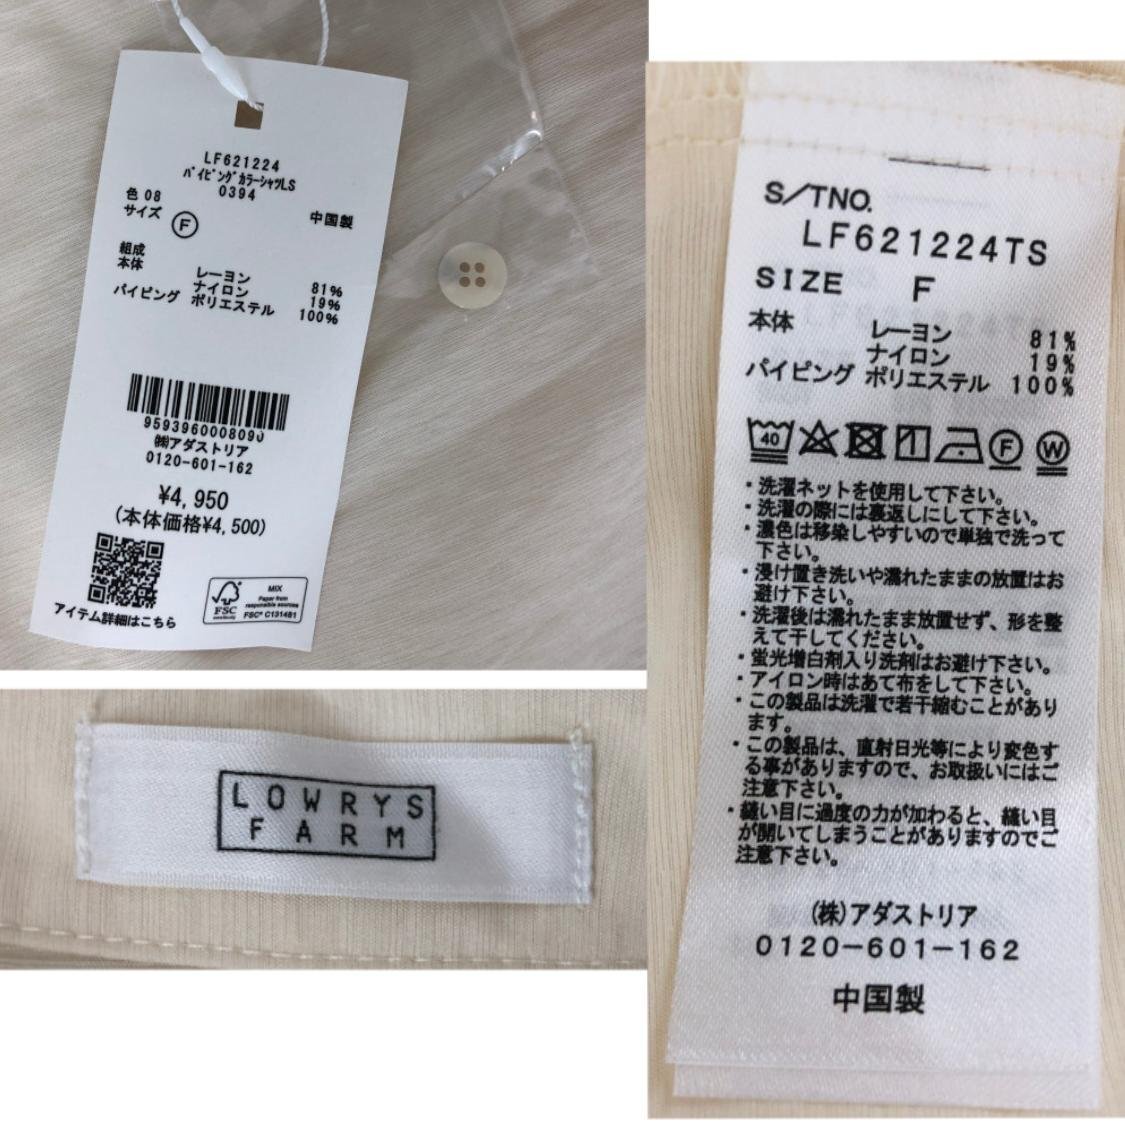 LF621224
パイピングカラーシャツLS
0394
色 08
サイズ Ⓕ 中国製
組成
本体 レーヨン 81%
ナイロン 19%
パイピング ポリエステル 100%
㈱アダストリア
0120-601-162
¥4,950
(本体価格¥4,500)
アイテム詳細はこちら
FSC
MIX
Paper from
responsible sources
FSC® C131481
LOWRYS
FARM
S/TNO.
LF621224TS
SIZE F
本体 レーヨン 81%
ナイロン 19%
パイピング ポリエステル 100%
40 F W
・洗濯ネットを使用して下さい。
・洗濯の際には裏返しにして下さい。
・濃色は移染しやすいので単独で洗って
下さい。
・浸け置き洗いや濡れたままの放置はお
避け下さい。
・洗濯後は濡れたまま放置せず、形を整
えて干してください。
・蛍光増白剤入り洗剤はお避け下さい。
・アイロン時はあて布をして下さい。
・この製品は洗濯で若干縮むことがあり
ます。
・この製品は、直射日光等により変色す
る事がありますので、お取扱いにはご
注意下さい。
・縫い目に過度の力が加わると、縫い目
が開いてしまうことがありますのでご
注意下さい。
(株)アダストリア
0120-601-162
中国製